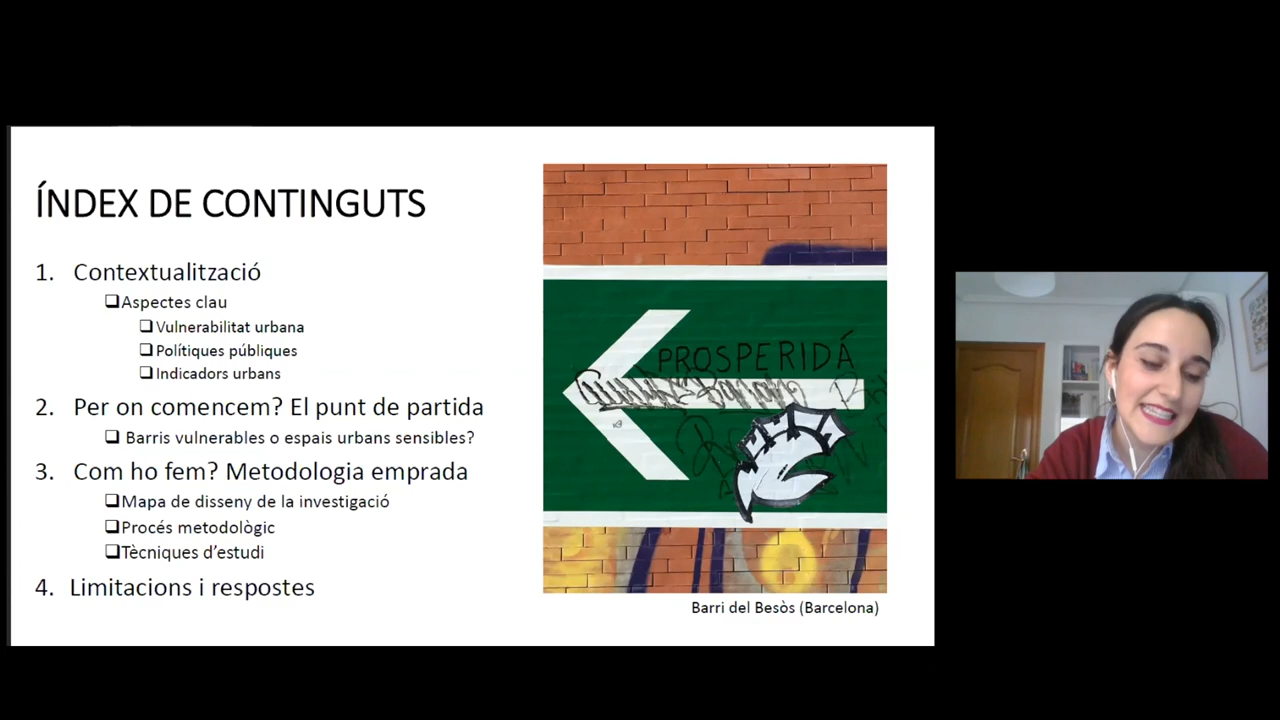 ÍNDEX DE CONTINGUTS
1. Contextualització
Aspectes clau
Vulnerabilitat urbana
Polítiques públiques
Indicadors urbans
2. Per on comencem? El punt de partida
Barris vulnerables o espais urbans sensibles?
3. Com ho fem? Metodologia emprada
Mapa de disseny de la investigació
Procés metodològic
Tècniques d'estudi
4. Limitacions i respostes
PROSPERIDÁ
Barri del Besòs (Barcelona)